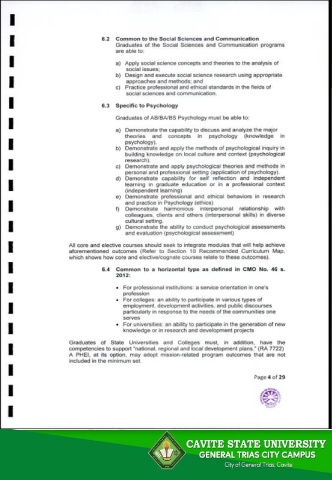 6.2 Common to the Social Sciences and Communication
Graduates of the Social Sciences and Communication programs
are able to:
a) Apply social science concepts and theories to the analysis of
social issues;
b) Design and execute social science research using appropriate
approaches and methods; and
c) Practice professional and ethical standards in the fields of
social sciences and communication.
6.3 Specific to Psychology
Graduates of AB/BA/BS Psychology must be able to:
a) Demonstrate the capability to discuss and analyze the major
theories and concepts in psychology (knowledge in
psychology).
b) Demonstrate and apply the methods of psychological inquiry in
building knowledge on local culture and context (psychological
research).
c) Demonstrate and apply psychological theories and methods in
personal and professional setting (application of psychology).
d) Demonstrate capability for self reflection and independent
learning in graduate education or in a professional context
(independent learning)
e) Demonstrate professional and ethical behaviors in research
and practice in Psychology (ethics)
f) Demonstrate harmonious interpersonal relationship with
colleagues, clients and others (interpersonal skills) in diverse
cultural setting.
g) Demonstrate the ability to conduct psychological assessments
and evaluation (psychological assessment)
All core and elective courses should seek to integrate modules that will help achieve
aforementioned outcomes (Refer to Section 10 Recommended Curriculum Map,
which shows how core and elective/cognate courses relate to these outcomes).
6.4 Common to a horizontal type as defined in CMO No. 46 s.
2012:
• For professional institutions: a service orientation in one's
profession
• For colleges: an ability to participate in various types of
employment, development activities, and public discourses
particularly in response to the needs of the communities one
serves
• For universities: an ability to participate in the generation of new
knowledge or in research and development projects
Graduates of State Universities and Colleges must, in addition, have the
competencies to support "national, regional and local development plans." (RA 7722)
A PHEI, at its option, may adopt mission-related program outcomes that are not
included in the minimum set.
Page 4 of 29
CAVITE STATE UNIVERSITY
GENERAL TRIAS CITY CAMPUS
City of General Trias, Cavite